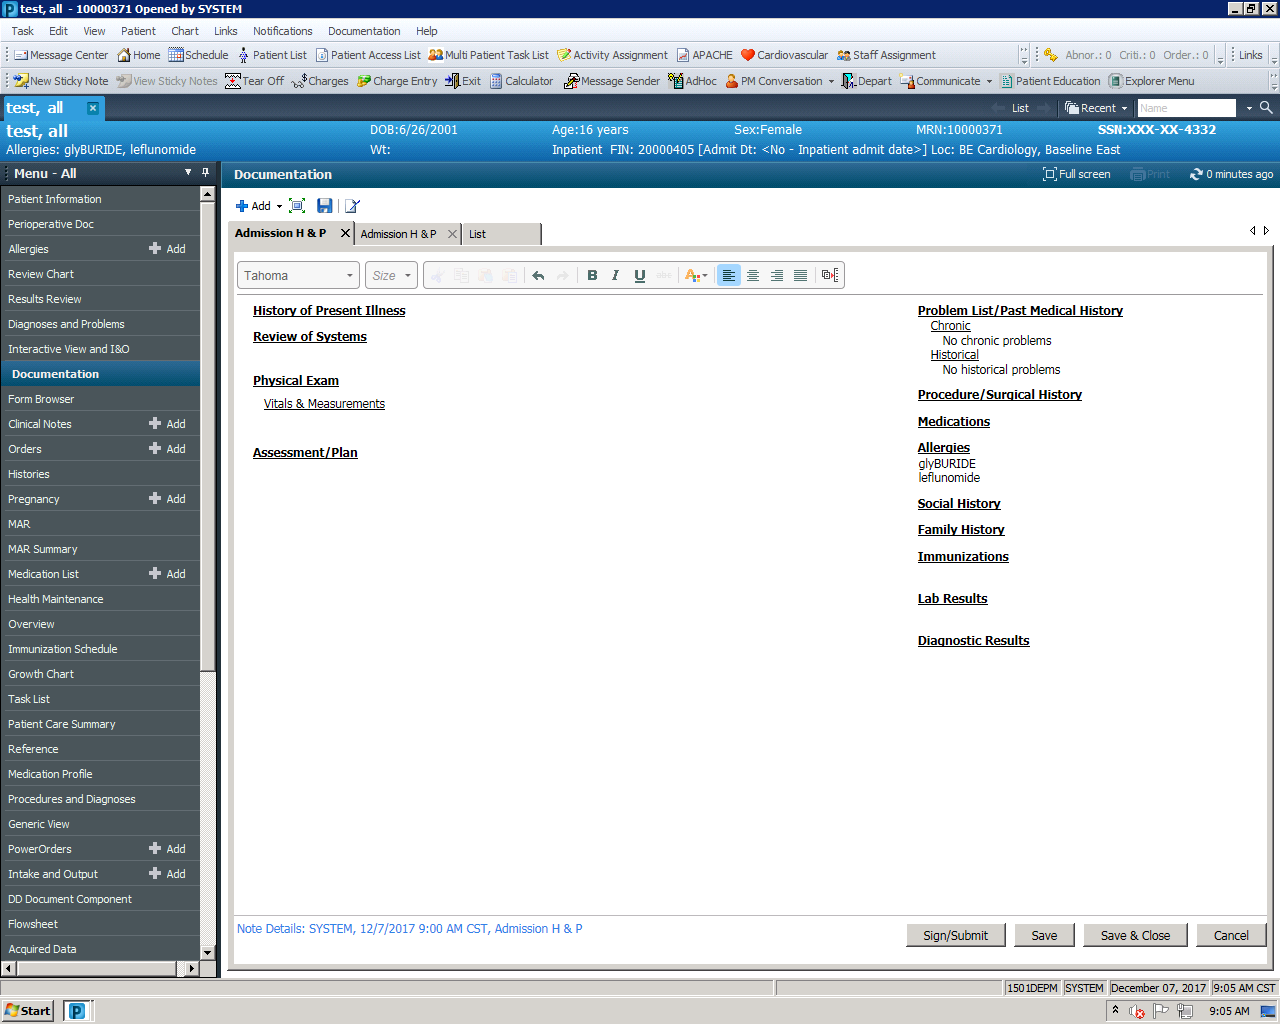 test, all - 10000371 Opened by SYSTEM
Task Edit View Patient Chart Links Notifications Documentation Help
Message Center Home Schedule Patient List Patient Access List Multi Patient Task List Activity Assignment APACHE Cardiovascular Staff Assignment Abnor.: 0 Criti.: 0 Order.: 0 Links
New Sticky Note View Sticky Notes Tear Off Charges Charge Entry Exit Calculator Message Sender AdHoc PM Conversation Depart Communicate Patient Education Explorer Menu
test, all List Recent Name
test, all DOB:6/26/2001 Age:16 years Sex:Female MRN:10000371 SSN:XXX-XX-4332
Allergies: glyBURIDE, leflunomide Wt: Inpatient FIN: 20000405 [Admit Dt: <No - Inpatient admit date>] Loc: BE Cardiology, Baseline East
Menu - All
Patient Information
Perioperative Doc
Allergies Add
Review Chart
Results Review
Diagnoses and Problems
Interactive View and I&O
Documentation
Form Browser
Clinical Notes Add
Orders Add
Histories
Pregnancy Add
MAR
MAR Summary
Medication List Add
Health Maintenance
Overview
Immunization Schedule
Growth Chart
Task List
Patient Care Summary
Reference
Medication Profile
Procedures and Diagnoses
Generic View
PowerOrders Add
Intake and Output Add
DD Document Component
Flowsheet
Acquired Data
Documentation Full screen Print 0 minutes ago
Add
Admission H & P Admission H & P List
Tahoma Size B I U A
History of Present Illness
Review of Systems
Physical Exam
Vitals & Measurements
Assessment/Plan
Problem List/Past Medical History
Chronic
No chronic problems
Historical
No historical problems
Procedure/Surgical History
Medications
Allergies
glyBURIDE
leflunomide
Social History
Family History
Immunizations
Lab Results
Diagnostic Results
Note Details: SYSTEM, 12/7/2017 9:00 AM CST, Admission H & P
Sign/Submit Save Save & Close Cancel
1501DEPM SYSTEM December 07, 2017 9:05 AM CST
Start 9:05 AM